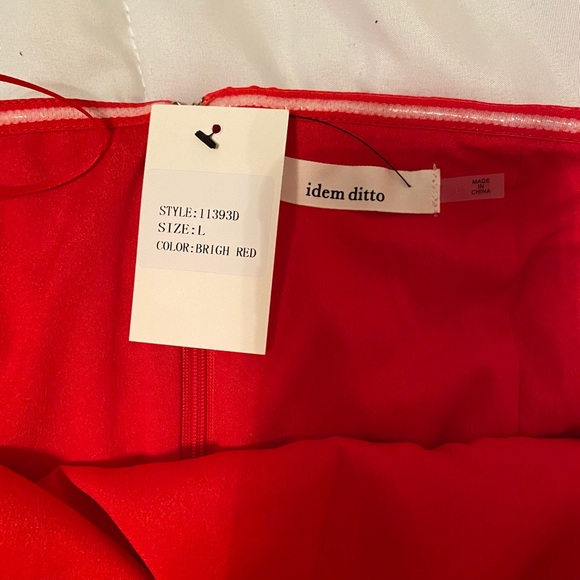 STYLE:11393D
SIZE:L
COLOR:BRIGH RED
idem ditto
MADE
IN
CHINA